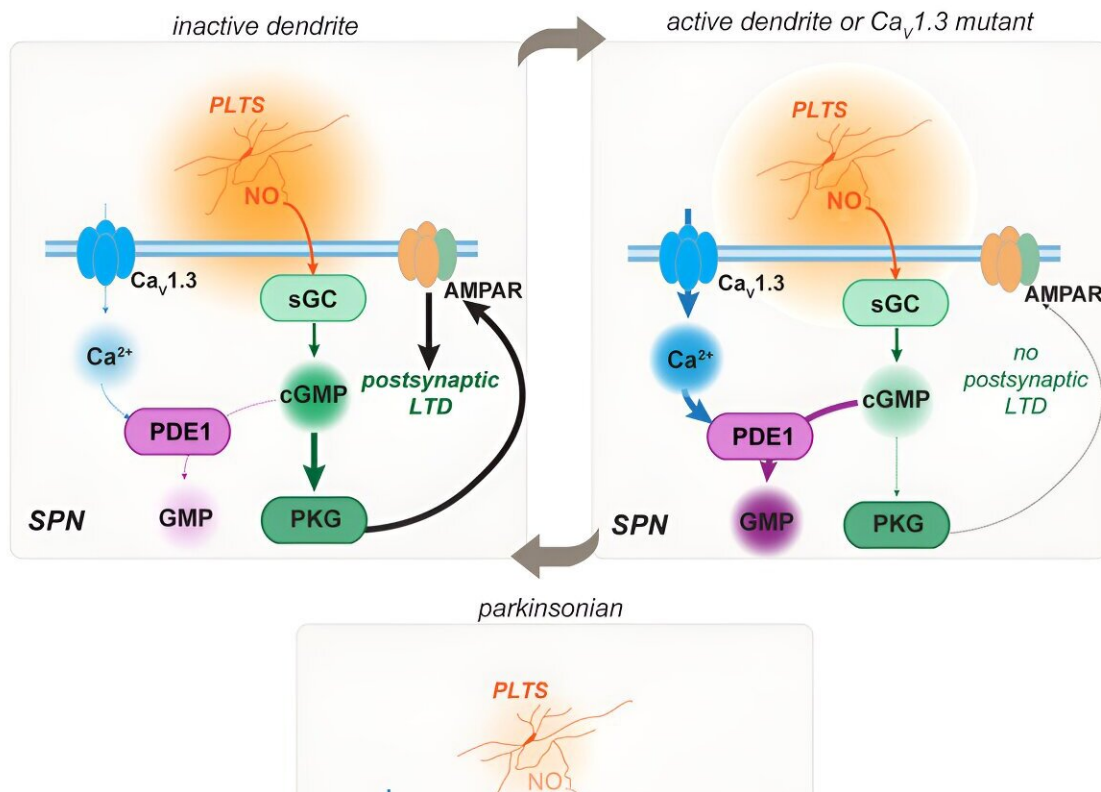 inactive dendrite
PLTS
NO
Caᵥ1.3
sGC
AMPAR
Ca²⁺
cGMP
postsynaptic
LTD
PDE1
GMP
PKG
SPN
active dendrite or Caᵥ1.3 mutant
PLTS
NO
Caᵥ1.3
sGC
AMPAR
Ca²⁺
cGMP
no
postsynaptic
LTD
PDE1
GMP
PKG
SPN
parkinsonian
PLTS
NO